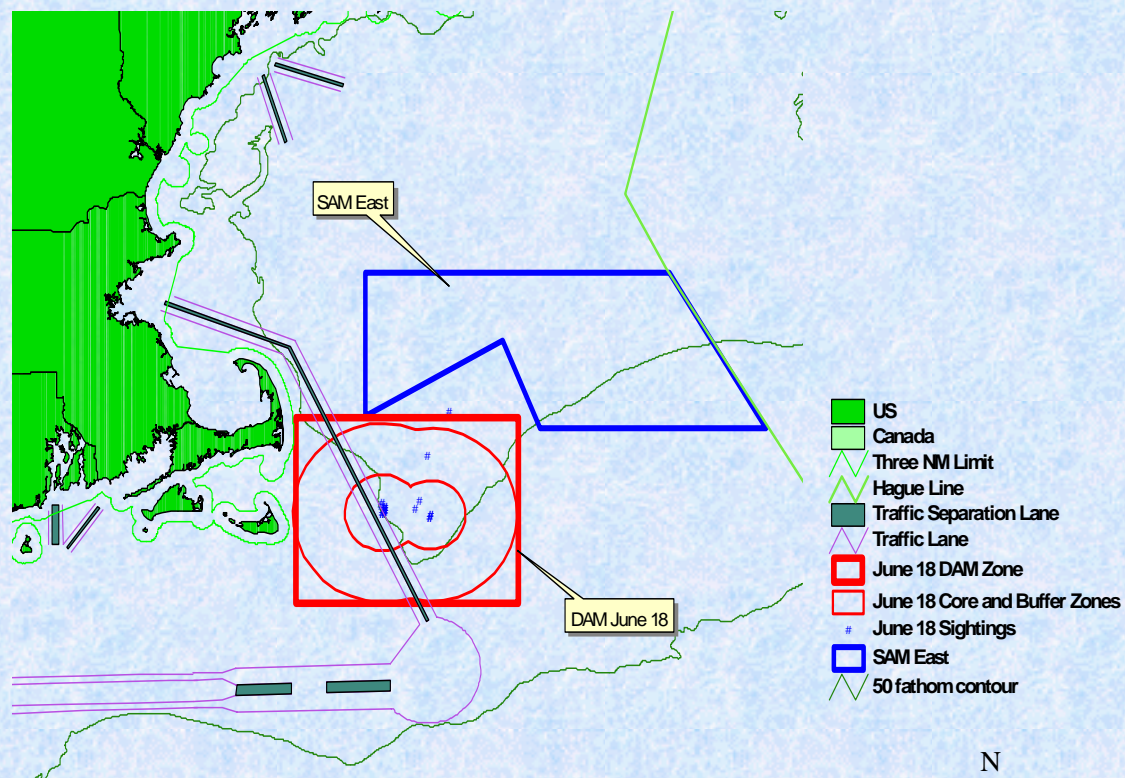 SAM East
DAM June 18
US
Canada
Three NM Limit
Hague Line
Traffic Separation Lane
Traffic Lane
June 18 DAM Zone
June 18 Core and Buffer Zones
# June 18 Sightings
SAM East
50 fathom contour
N